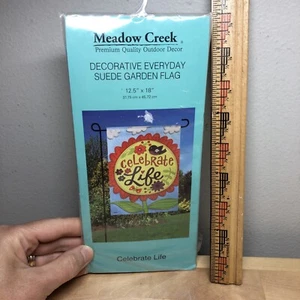 Meadow Creek
Premium Quality Outdoor Decor
DECORATIVE EVERYDAY
SUEDE GARDEN FLAG
12.5" x 18"
celebrate
Life
Celebrate Life